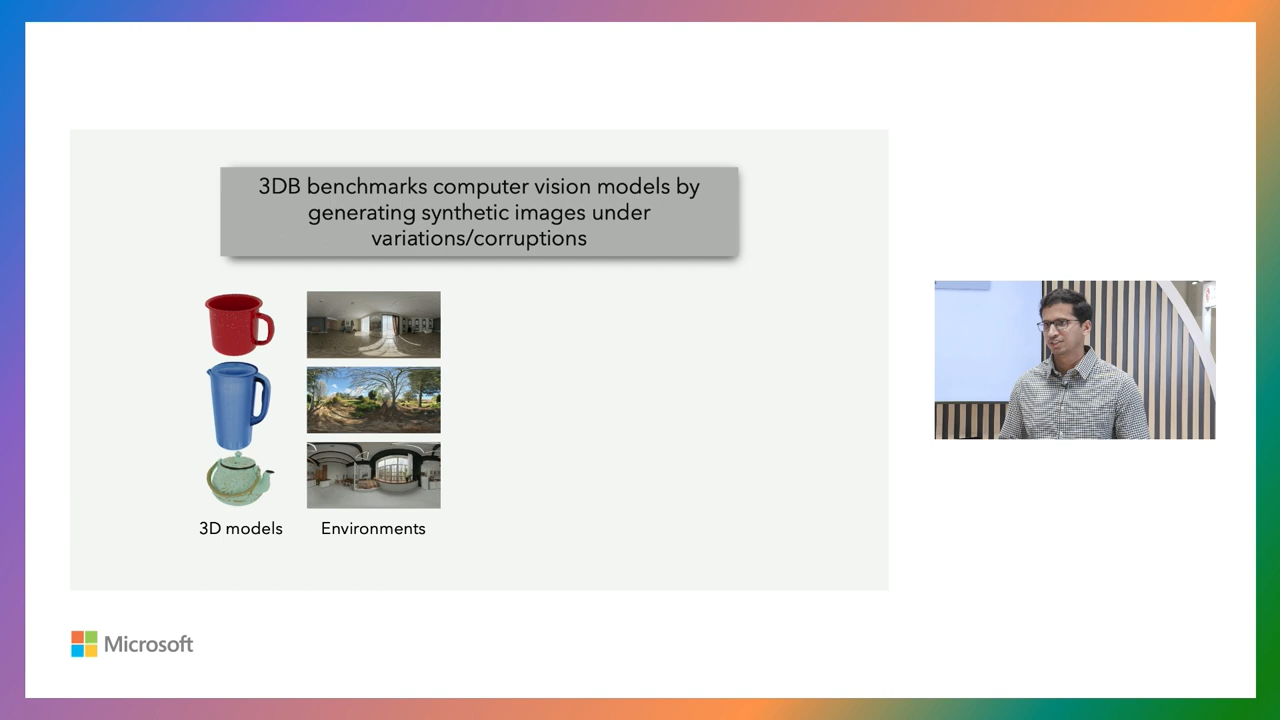 3DB benchmarks computer vision models by
generating synthetic images under
variations/corruptions
3D models
Environments
Microsoft